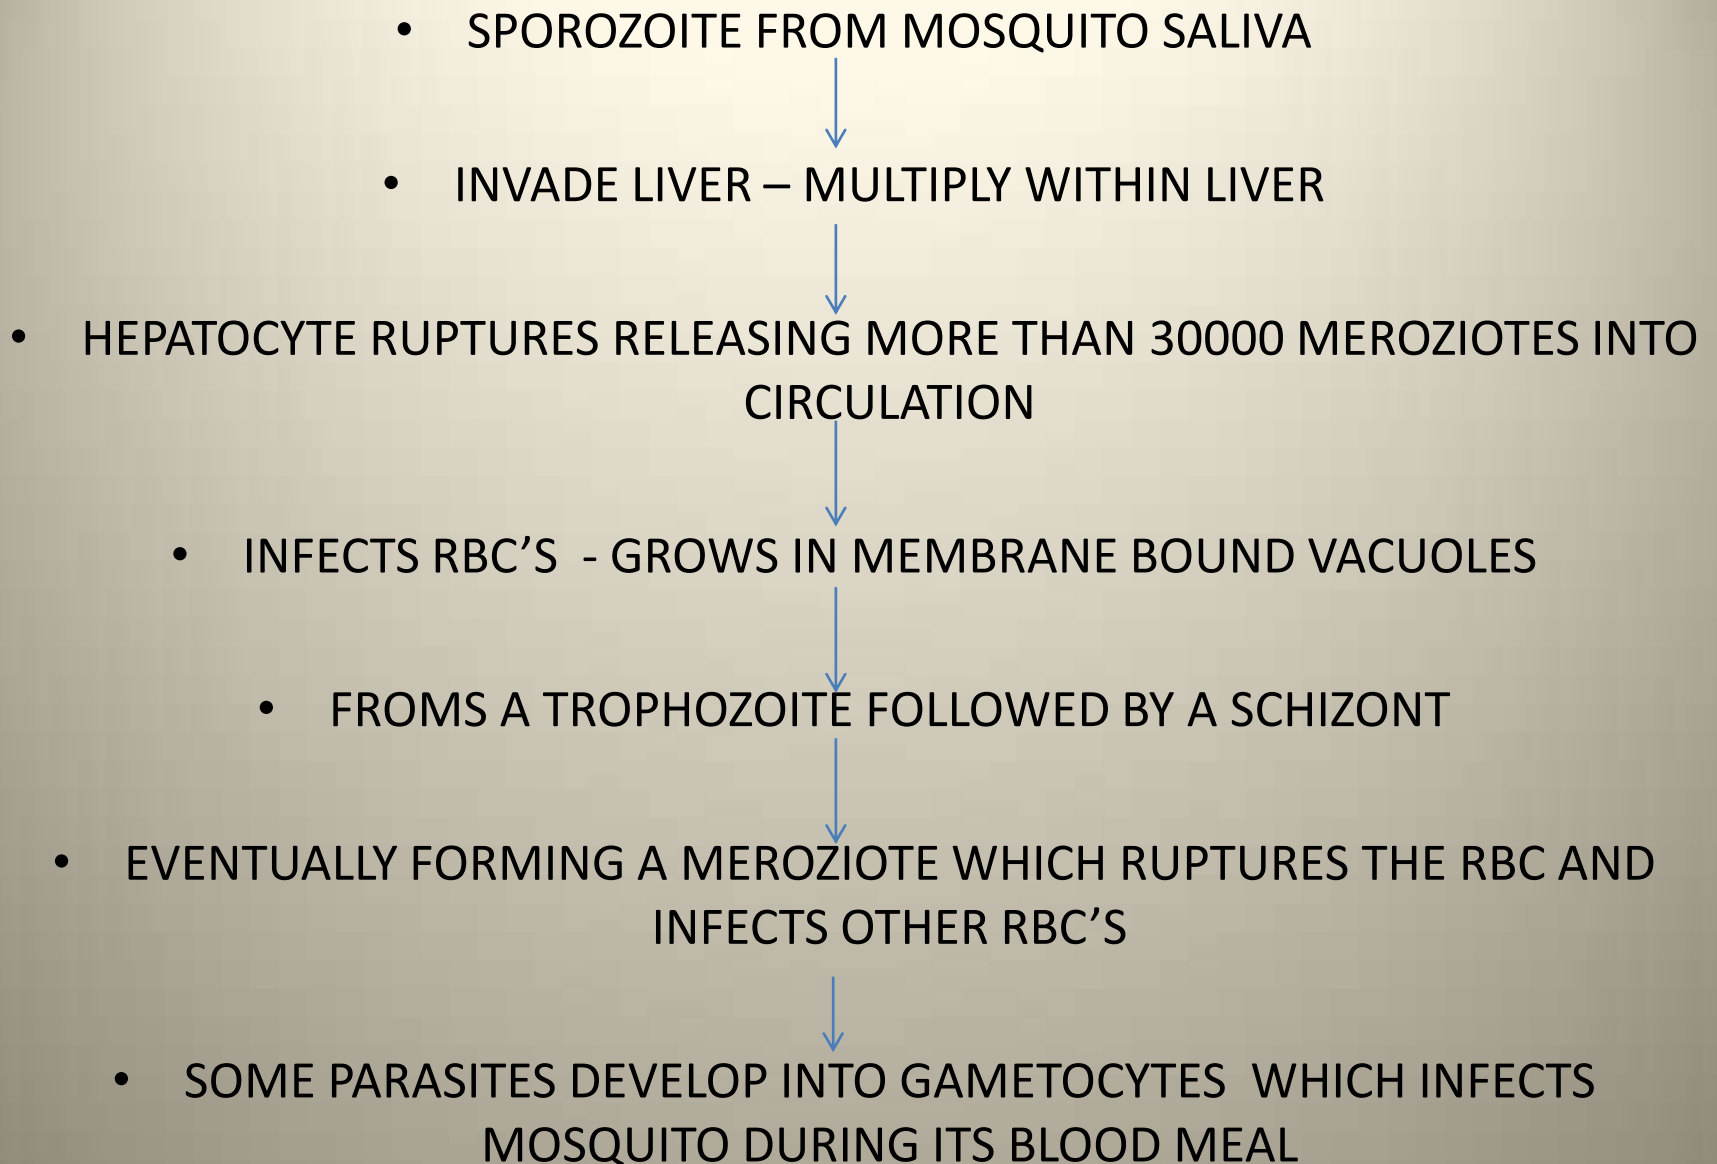 • SPOROZOITE FROM MOSQUITO SALIVA
• INVADE LIVER – MULTIPLY WITHIN LIVER
• HEPATOCYTE RUPTURES RELEASING MORE THAN 30000 MEROZIOTES INTO
CIRCULATION
• INFECTS RBC’S  - GROWS IN MEMBRANE BOUND VACUOLES
• FROMS A TROPHOZOITE FOLLOWED BY A SCHIZONT
• EVENTUALLY FORMING A MEROZIOTE WHICH RUPTURES THE RBC AND
INFECTS OTHER RBC’S
• SOME PARASITES DEVELOP INTO GAMETOCYTES  WHICH INFECTS
MOSQUITO DURING ITS BLOOD MEAL